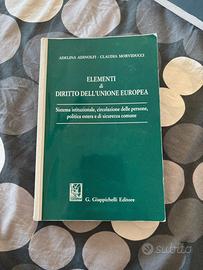 ADELINA ADINOLFI - CLAUDIA MORVIDUCCI
ELEMENTI
di
DIRITTO DELL'UNIONE EUROPEA
Sistema istituzionale, circolazione delle persone,
politica estera e di sicurezza comune
G. Giappichelli Editore
subito